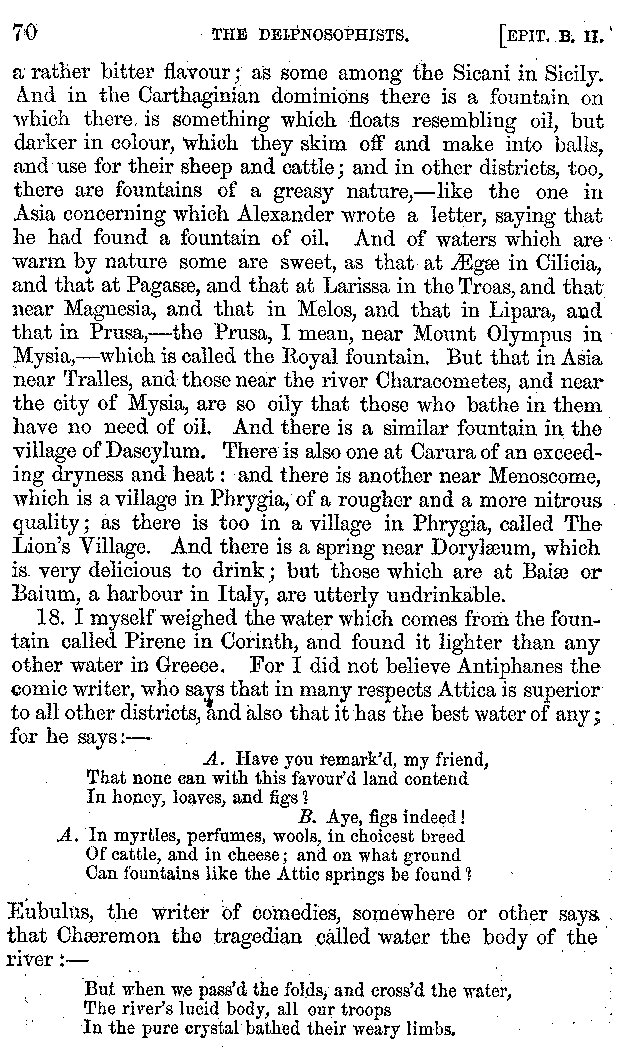 70 THE DEIPNOSOPHISTS. [EPIT. B. II.
a rather bitter flavour; as some among the Sicani in Sicily.
And in the Carthaginian dominions there is a fountain on
which there is something which floats resembling oil, but
darker in colour, which they skim off and make into balls,
and use for their sheep and cattle; and in other districts, too,
there are fountains of a greasy nature,—like the one in
Asia concerning which Alexander wrote a letter, saying that
he had found a fountain of oil. And of waters which are
warm by nature some are sweet, as that at Ægæ in Cilicia,
and that at Pagasæ, and that at Larissa in the Troas, and that
near Magnesia, and that in Melos, and that in Lipara, and
that in Prusa,—the Prusa, I mean, near Mount Olympus in
Mysia,—which is called the Royal fountain. But that in Asia
near Tralles, and those near the river Characometes, and near
the city of Mysia, are so oily that those who bathe in them
have no need of oil. And there is a similar fountain in the
village of Dascylum. There is also one at Carura of an exceed-
ing dryness and heat: and there is another near Menoscome,
which is a village in Phrygia, of a rougher and a more nitrous
quality; as there is too in a village in Phrygia, called The
Lion's Village. And there is a spring near Dorylæum, which
is very delicious to drink; but those which are at Baiæ or
Baium, a harbour in Italy, are utterly undrinkable.
18. I myself weighed the water which comes from the foun-
tain called Pirene in Corinth, and found it lighter than any
other water in Greece. For I did not believe Antiphanes the
comic writer, who says that in many respects Attica is superior
to all other districts, and also that it has the best water of any;
for he says:—
A. Have you remark'd, my friend,
That none can with this favour'd land contend
In honey, loaves, and figs?
B. Aye, figs indeed!
A. In myrtles, perfumes, wools, in choicest breed
Of cattle, and in cheese; and on what ground
Can fountains like the Attic springs be found?
Eubulus, the writer of comedies, somewhere or other says
that Chæremon the tragedian called water the body of the
river:—
But when we pass'd the folds, and cross'd the water,
The river's lucid body, all our troops
In the pure crystal bathed their weary limbs.